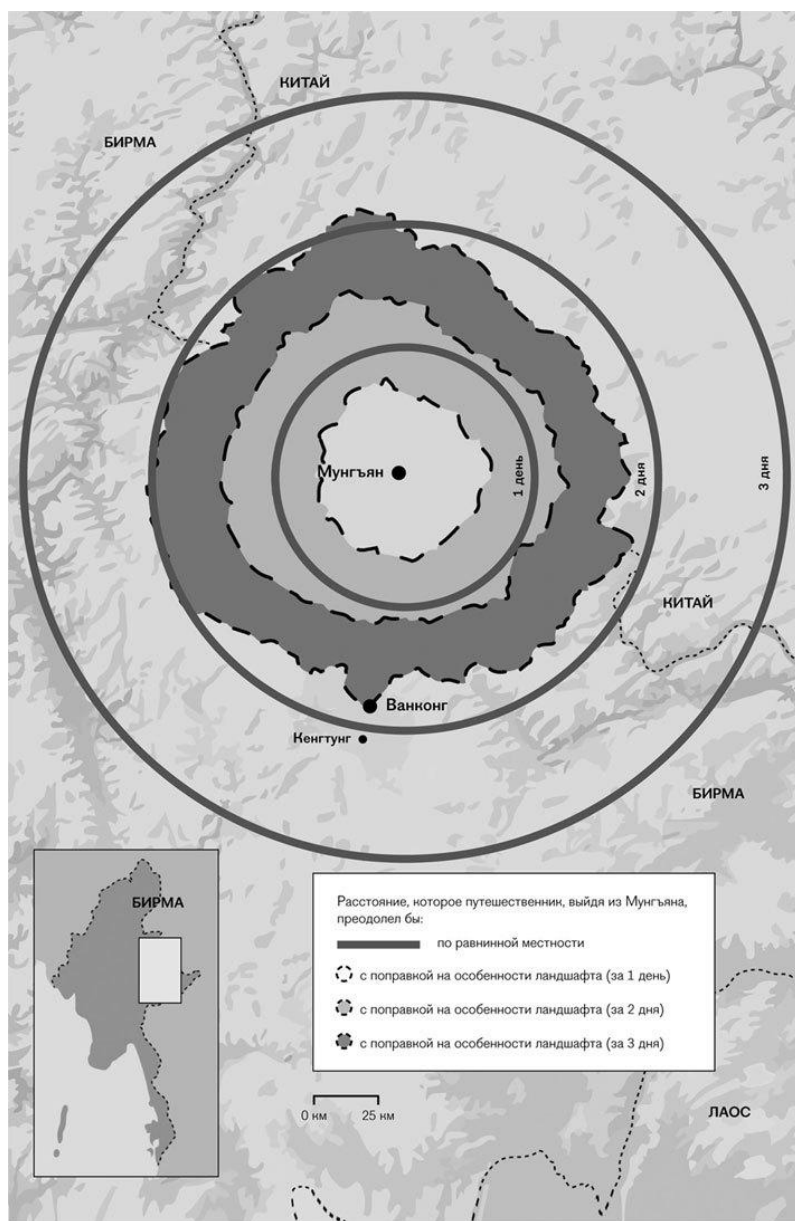 КИТАЙ
БИРМА
Мунгъян
1 день
2 дня
3 дня
КИТАЙ
Ванконг
Кенгтунг
БИРМА
БИРМА
Расстояние, которое путешественник, выйдя из Мунгъяна,
преодолел бы:
по равнинной местности
с поправкой на особенности ландшафта (за 1 день)
с поправкой на особенности ландшафта (за 2 дня)
с поправкой на особенности ландшафта (за 3 дня)
0 км 25 км
ЛАОС